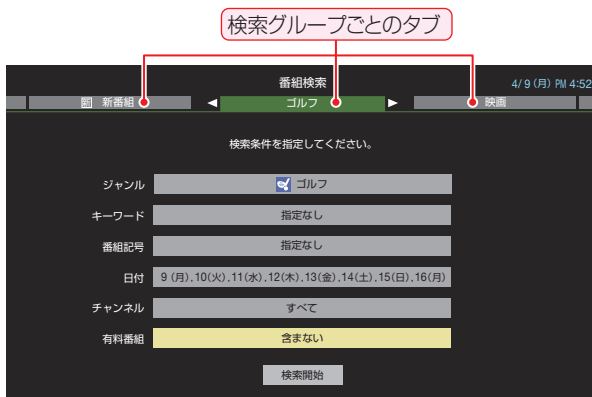 検索グループごとのタブ
番組検索
4/ 9 (月) PM 4:52
新 新番組
◀ ゴルフ ▶
映画
検索条件を指定してください。
ジャンル ゴルフ
キーワード 指定なし
番組記号 指定なし
日付 9 (月),10(火),11(水),12(木),13(金),14(土),15(日),16(月)
チャンネル すべて
有料番組 含まない
検索開始